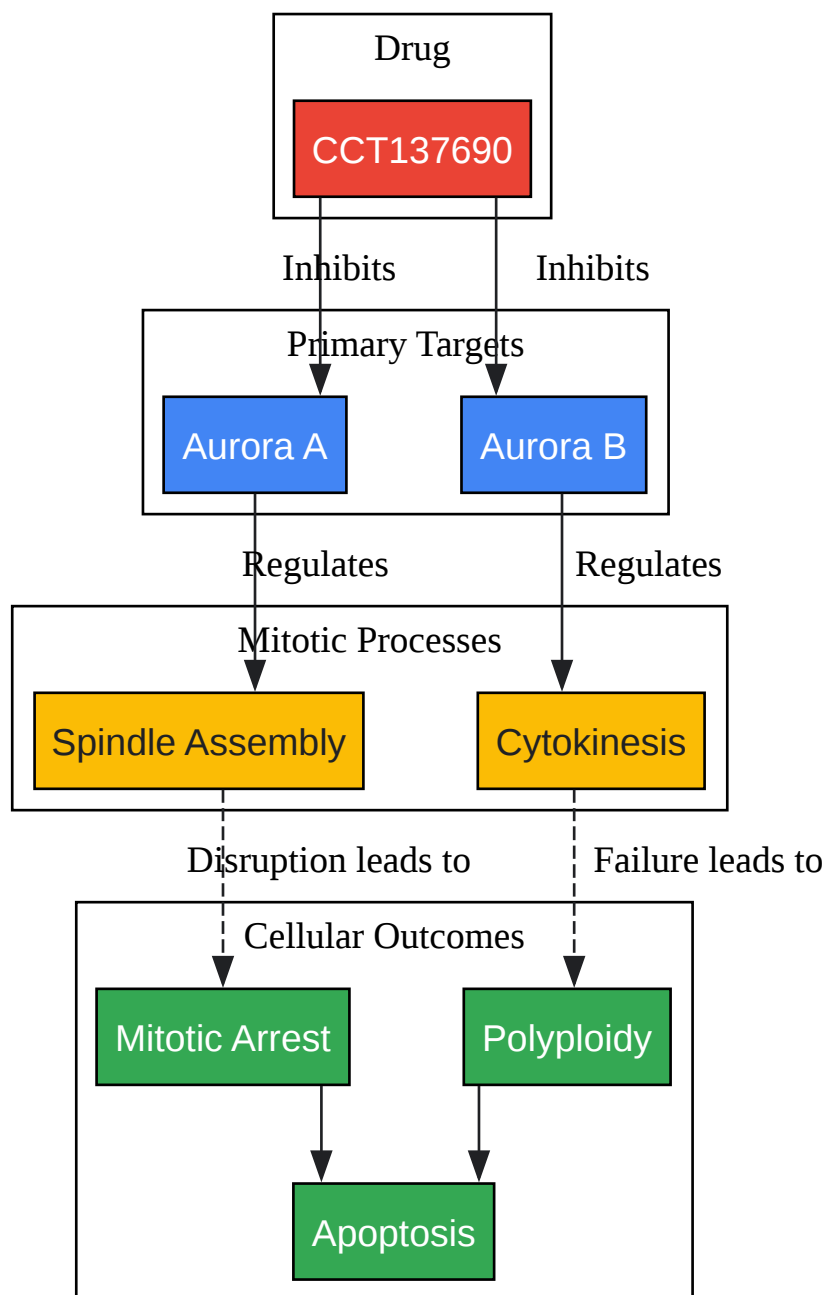 Drug
CCT137690
Inhibits
Inhibits
Primary Targets
Aurora A
Aurora B
Regulates
Regulates
Mitotic Processes
Spindle Assembly
Cytokinesis
Disruption leads to
Failure leads to
Cellular Outcomes
Mitotic Arrest
Polyploidy
Apoptosis